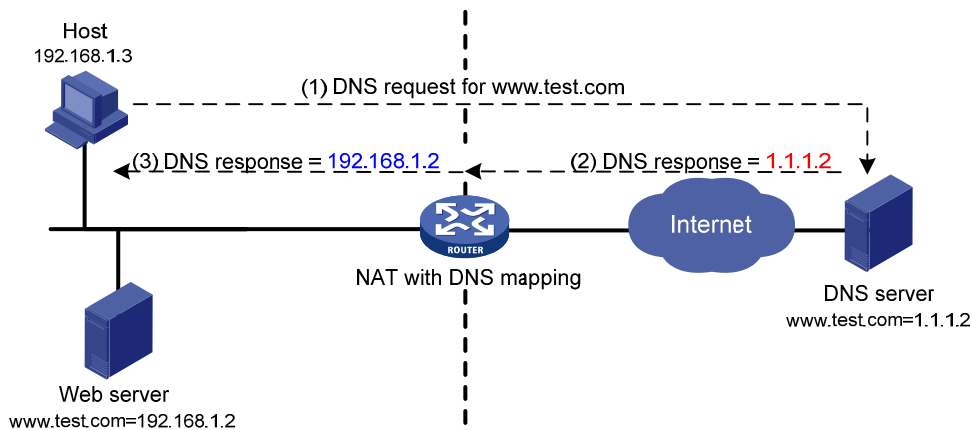 Host
192.168.1.3
(1) DNS request for www.test.com
(3) DNS response = 192.168.1.2
(2) DNS response = 1.1.1.2
Internet
ROUTER
NAT with DNS mapping
DNS server
www.test.com=1.1.1.2
Web server
www.test.com=192.168.1.2